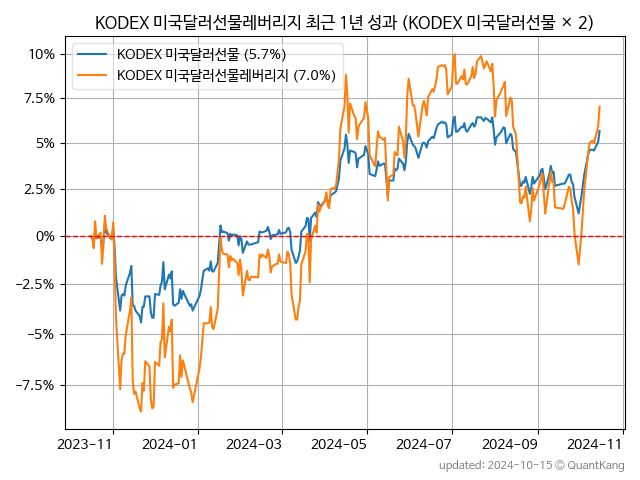 KODEX 미국달러선물레버리지 최근 1년 성과 (KODEX 미국달러선물 × 2)
KODEX 미국달러선물 (5.7%)
KODEX 미국달러선물레버리지 (7.0%)
10%
7.5%
5%
2.5%
0%
−2.5%
−5%
−7.5%
2023-11 2024-01 2024-03 2024-05 2024-07 2024-09 2024-11
updated: 2024-10-15 © QuantKang